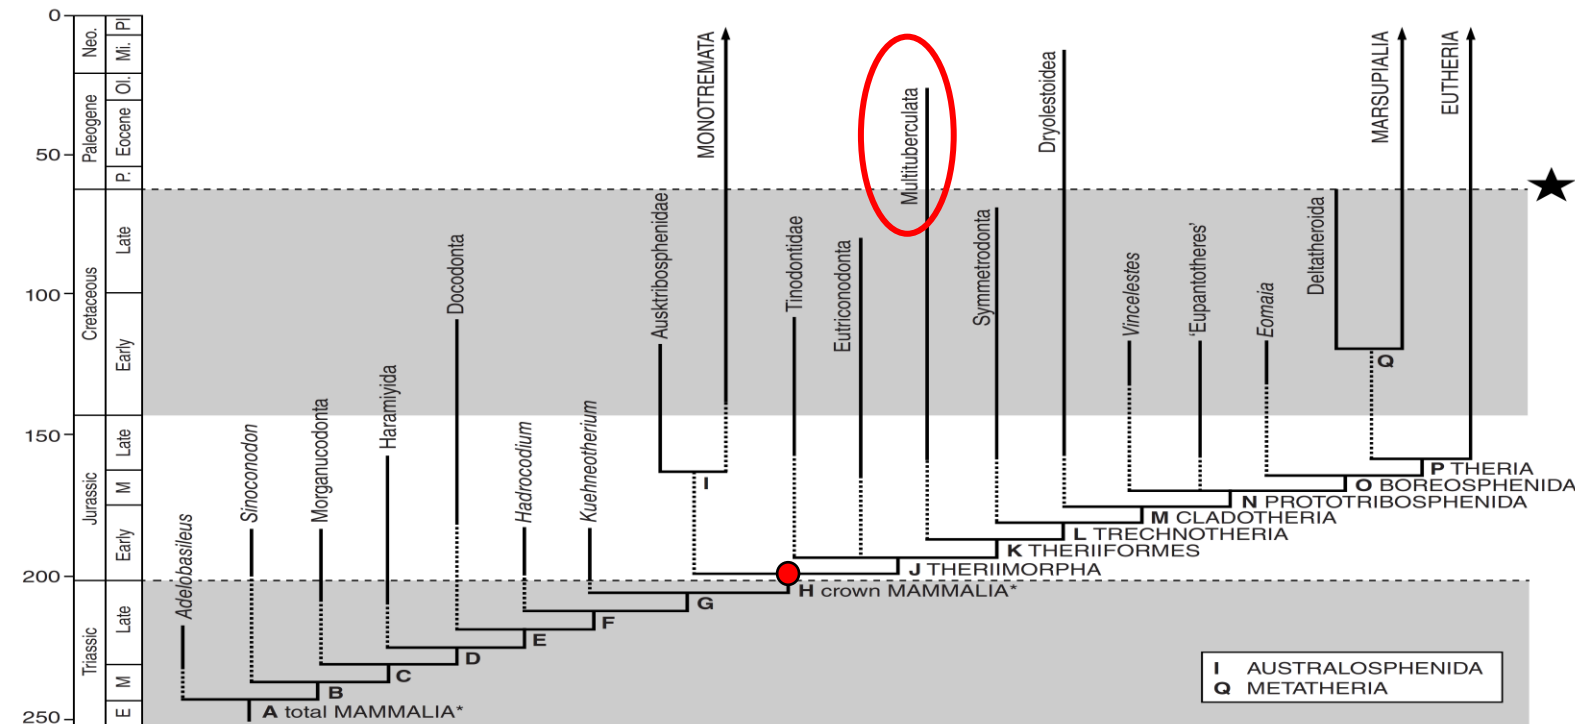 0
50
100
150
200
250
Neo.
Paleogene
Cretaceous
Jurassic
Triassic
Pl
Mi.
Ol.
Eocene
P.
Late
Early
Late
M
Early
Late
M
E
Adelobasileus
Sinoconodon
Morganucodonta
Haramiyida
Docodonta
Hadrocodium
Kuehneotherium
Ausktribosphenidae
MONOTREMATA
Tinodontidae
Eutriconodonta
Multituberculata
Symmetrodonta
Dryolestoidea
Vincelestes
'Eupantotheres'
Eomaia
Deltatheroida
MARSUPIALIA
EUTHERIA
Q
I
P THERIA
O BOREOSPHENIDA
N PROTOTRIBOSPHENIDA
M CLADOTHERIA
L TRECHNOTHERIA
K THERIIFORMES
J THERIIMORPHA
H crown MAMMALIA*
G
F
E
D
C
B
A total MAMMALIA*
I AUSTRALOSPHENIDA
Q METATHERIA